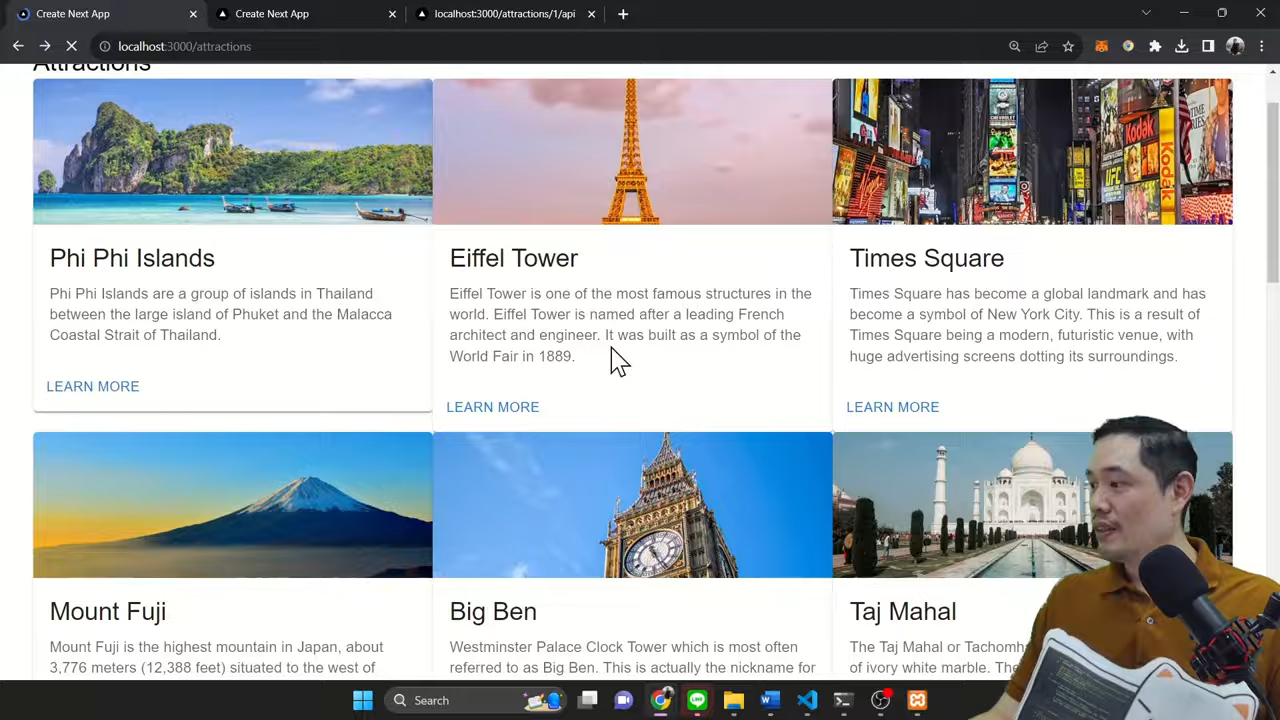 Create Next App
Create Next App
localhost:3000/attractions/1/api
localhost:3000/attractions
Attractions
CHEVROLET
Kodak
Kodak
UFC
TIME
Phi Phi Islands
Phi Phi Islands are a group of islands in Thailand
between the large island of Phuket and the Malacca
Coastal Strait of Thailand.
LEARN MORE
Eiffel Tower
Eiffel Tower is one of the most famous structures in the
world. Eiffel Tower is named after a leading French
architect and engineer. It was built as a symbol of the
World Fair in 1889.
LEARN MORE
Times Square
Times Square has become a global landmark and has
become a symbol of New York City. This is a result of
Times Square being a modern, futuristic venue, with
huge advertising screens dotting its surroundings.
LEARN MORE
Mount Fuji
Mount Fuji is the highest mountain in Japan, about
3,776 meters (12,388 feet) situated to the west of
Big Ben
Westminster Palace Clock Tower which is most often
referred to as Big Ben. This is actually the nickname for
Taj Mahal
The Taj Mahal or
of ivory white marble.
Search